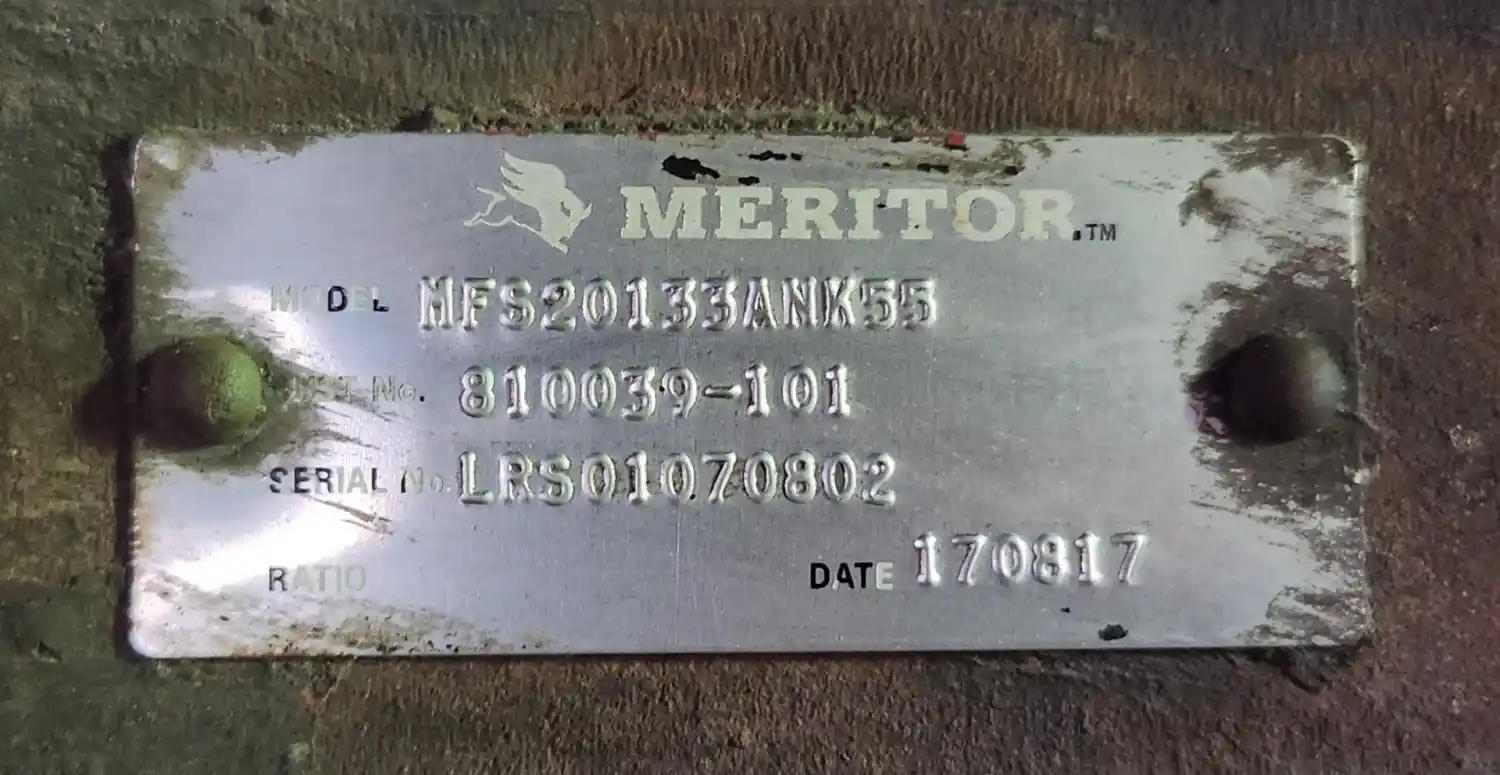 MERITOR.™
MODEL MFS20133ANK55
No. 810039-101
SERIAL No. LRS01070802
RATIO
DATE 170817